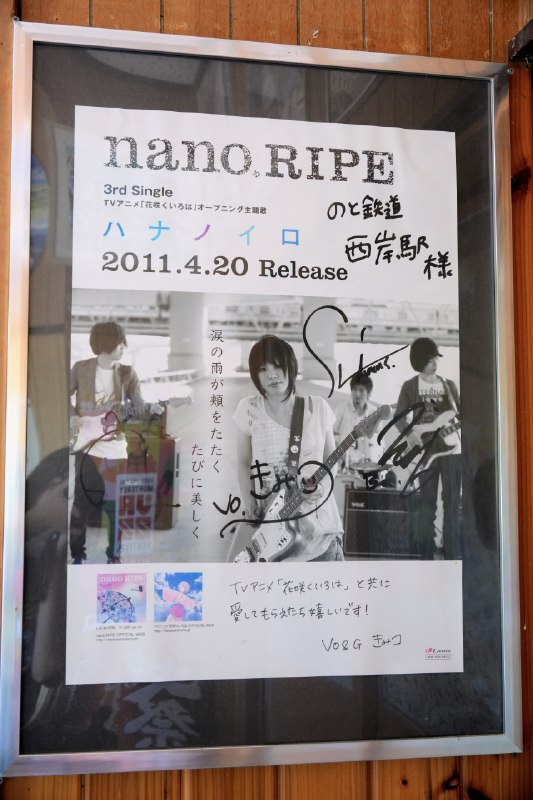 nano.RIPE
3rd Single
TVアニメ「花咲くいろは」オープニング主題歌
ハナノイロ
2011.4.20 Release
のと鉄道
西岸駅
様
涙の雨が頬をたたく
たびに美しく
Vo. きみコ
nano.RIPE
TVアニメ「花咲くいろは」と共に
愛してもらえたら嬉しいです!
Vo&G きみコ
Lantis